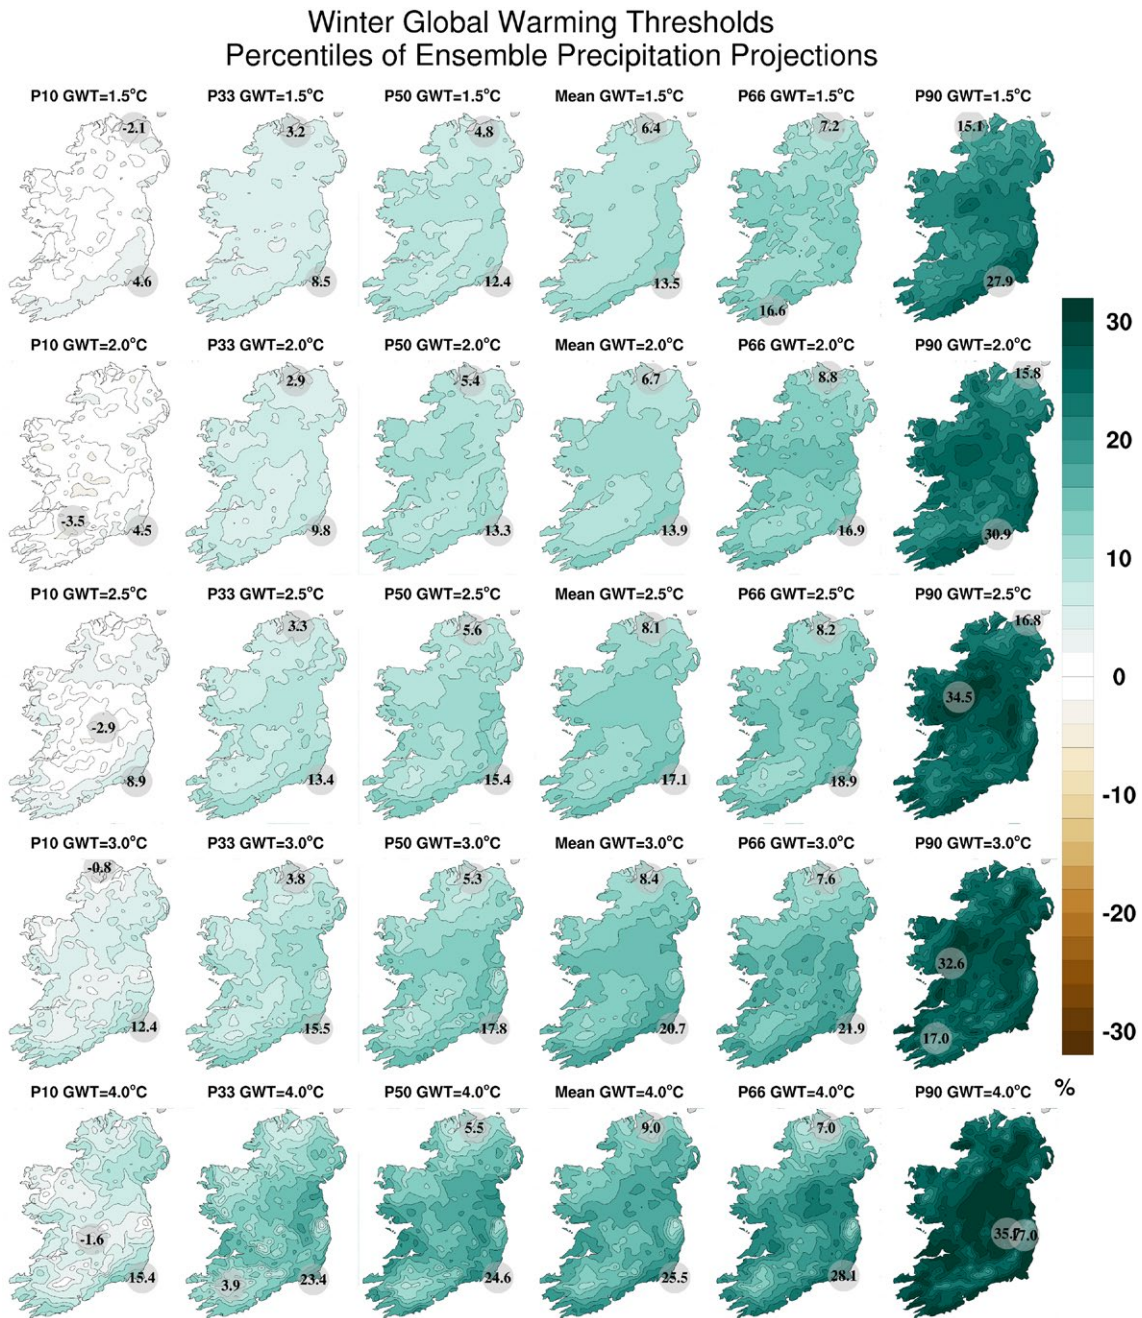 Winter Global Warming Thresholds
Percentiles of Ensemble Precipitation Projections
P10 GWT=1.5°C P33 GWT=1.5°C P50 GWT=1.5°C Mean GWT=1.5°C P66 GWT=1.5°C P90 GWT=1.5°C
-2.1 3.2 4.8 6.4 7.2 15.1
4.6 8.5 12.4 13.5 16.6 27.9
P10 GWT=2.0°C P33 GWT=2.0°C P50 GWT=2.0°C Mean GWT=2.0°C P66 GWT=2.0°C P90 GWT=2.0°C
2.9 5.4 6.7 8.8 15.8
-3.5 4.5 9.8 13.3 13.9 16.9 30.9
P10 GWT=2.5°C P33 GWT=2.5°C P50 GWT=2.5°C Mean GWT=2.5°C P66 GWT=2.5°C P90 GWT=2.5°C
3.3 5.6 8.1 8.2 16.8
-2.9 34.5
8.9 13.4 15.4 17.1 18.9
P10 GWT=3.0°C P33 GWT=3.0°C P50 GWT=3.0°C Mean GWT=3.0°C P66 GWT=3.0°C P90 GWT=3.0°C
-0.8 3.8 5.3 8.4 7.6
32.6
12.4 15.5 17.8 20.7 21.9 17.0
P10 GWT=4.0°C P33 GWT=4.0°C P50 GWT=4.0°C Mean GWT=4.0°C P66 GWT=4.0°C P90 GWT=4.0°C
5.5 9.0 7.0
-1.6
15.4 3.9 23.4 24.6 25.5 28.1
30
20
10
0
-10
-20
-30
%